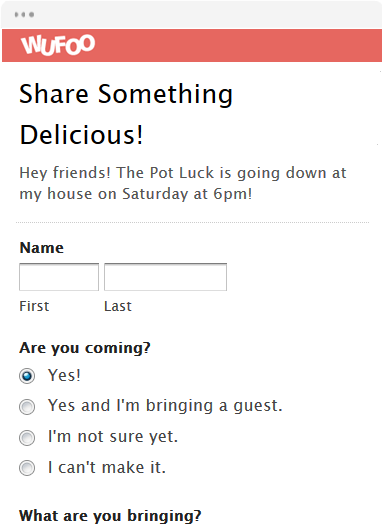 WUFOO
Share Something
Delicious!
Hey friends! The Pot Luck is going down at
my house on Saturday at 6pm!
Name
First Last
Are you coming?
Yes!
Yes and I'm bringing a guest.
I'm not sure yet.
I can't make it.
What are you bringing?